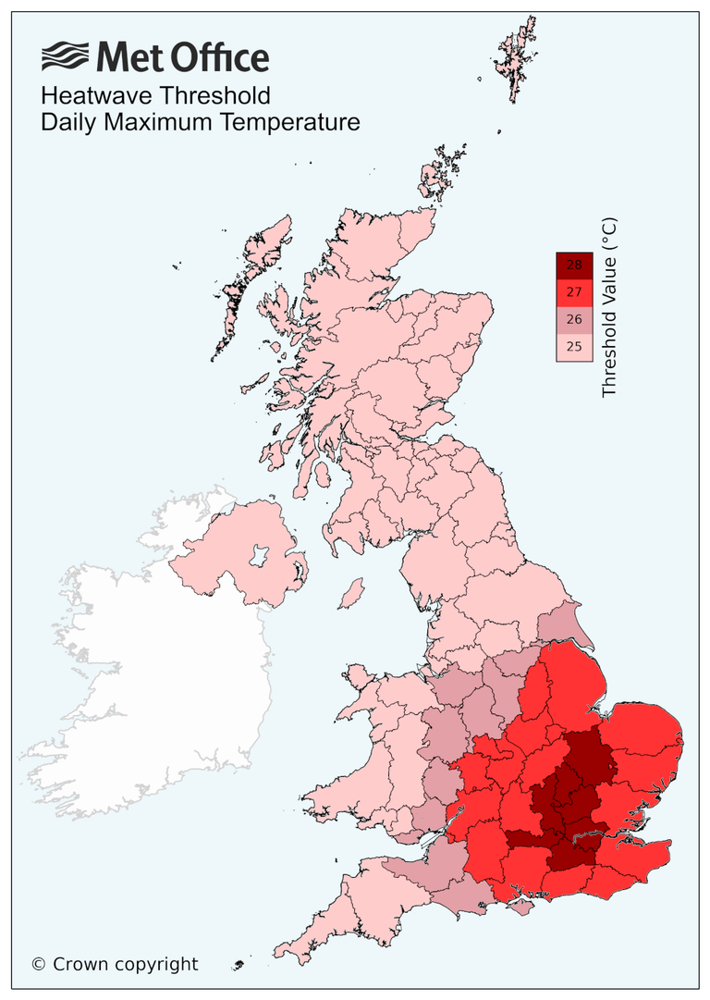 Met Office
Heatwave Threshold
Daily Maximum Temperature
28
27
26
25
Threshold Value (°C)
© Crown copyright